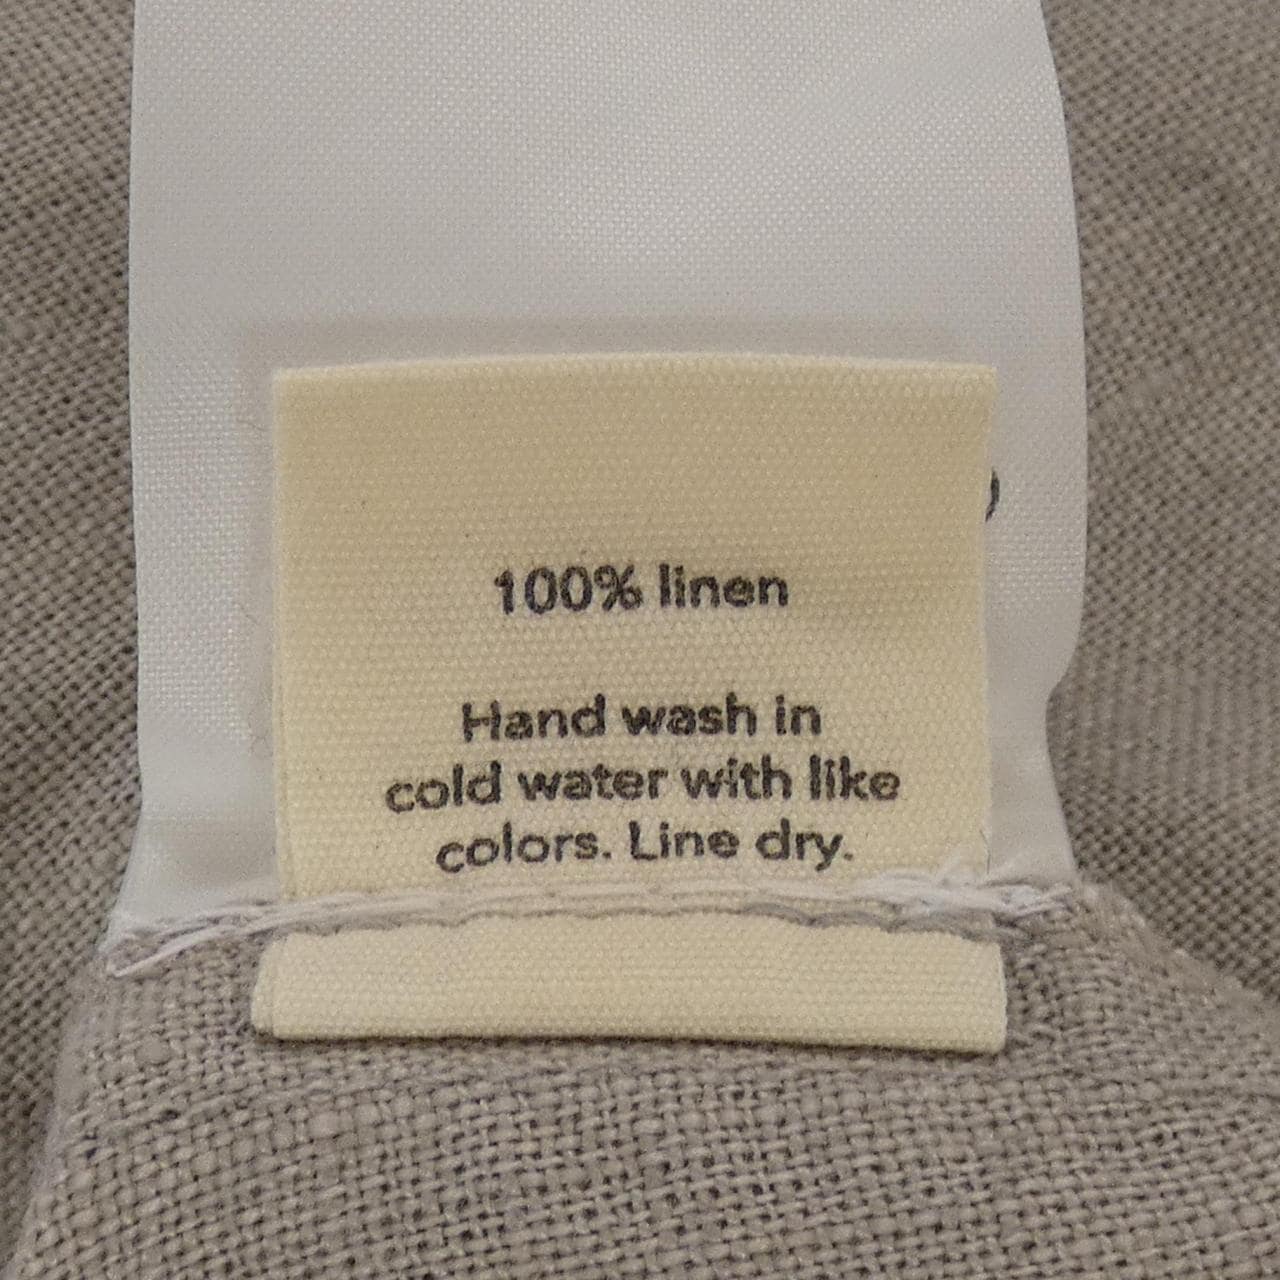 100% linen
Hand wash in
cold water with like
colors. Line dry.